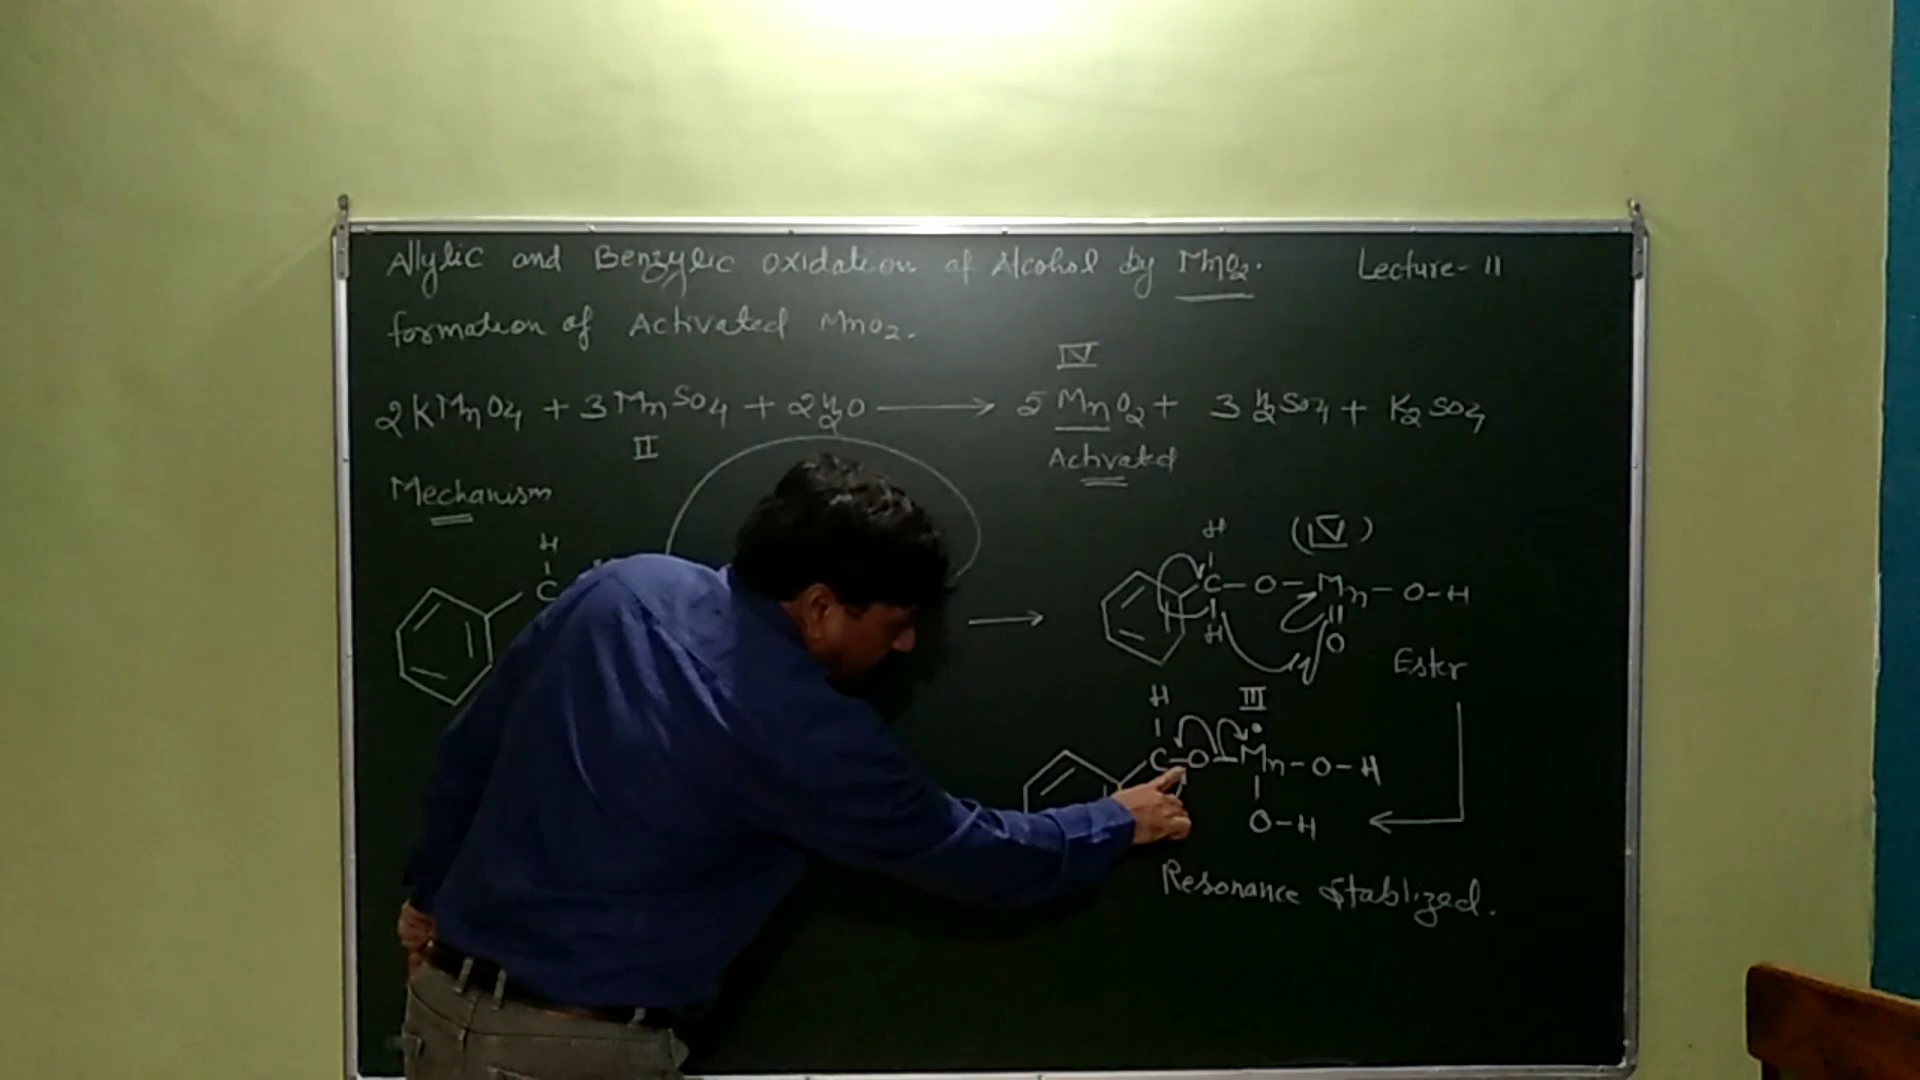 Allylic and Benzylic oxidation of Alcohol by MnO2. Lecture-11
formation of Activated MnO2.
IV
2KMnO4 + 3MnSO4 + 2H2O → 5MnO2 + 3H2SO4 + K2SO4
II
Activated
Mechanism
H
C
H (IV)
C-O-Mn-O-H
H O
Ester
H III
C-O-Mn-O-H
O-H
Resonance Stablized.